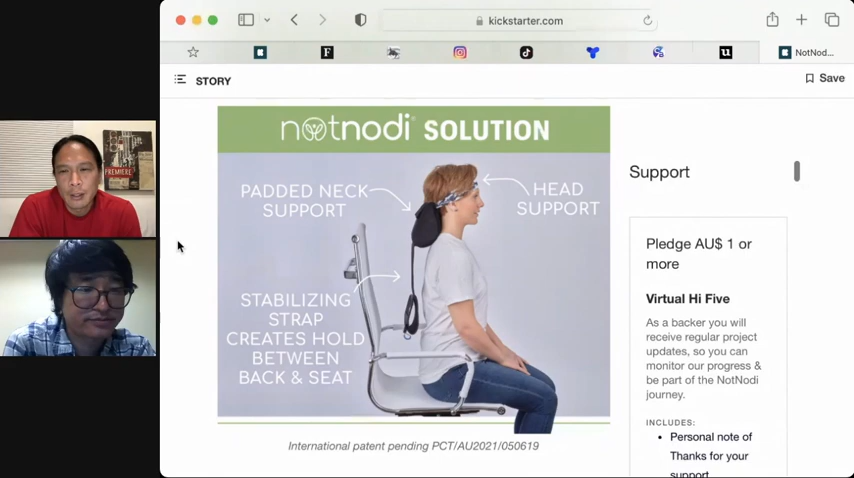 kickstarter.com
F
u
NotNod...
STORY
Save
notnodi® SOLUTION
PADDED NECK
SUPPORT
HEAD
SUPPORT
STABILIZING
STRAP
CREATES HOLD
BETWEEN
BACK & SEAT
International patent pending PCT/AU2021/050619
Support
Pledge AU$ 1 or
more
Virtual Hi Five
As a backer you will
receive regular project
updates, so you can
monitor our progress &
be part of the NotNodi
journey.
INCLUDES:
• Personal note of
Thanks for your
support
PREMIERE